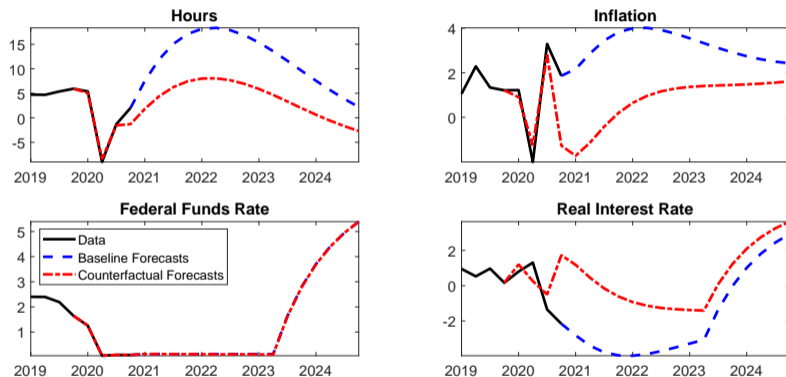 Hours
15
10
5
0
-5
2019 2020 2021 2022 2023 2024
Inflation
4
2
0
2019 2020 2021 2022 2023 2024
Federal Funds Rate
5
4
3
2
1
Data
Baseline Forecasts
Counterfactual Forecasts
2019 2020 2021 2022 2023 2024
Real Interest Rate
2
0
-2
2019 2020 2021 2022 2023 2024